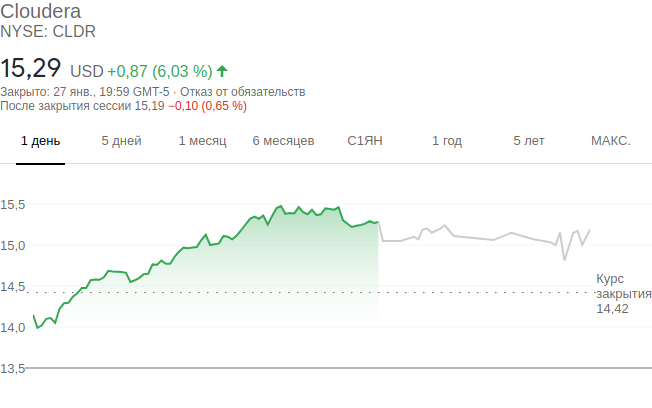 Cloudera
NYSE: CLDR
15,29 USD +0,87 (6,03 %)
Закрыто: 27 янв., 19:59 GMT-5 · Отказ от обязательств
После закрытия сессии 15,19 −0,10 (0,65 %)
1 день 5 дней 1 месяц 6 месяцев С1ЯН 1 год 5 лет МАКС.
15,5
15,0
14,5
14,0
13,5
Курс
закрытия
14,42